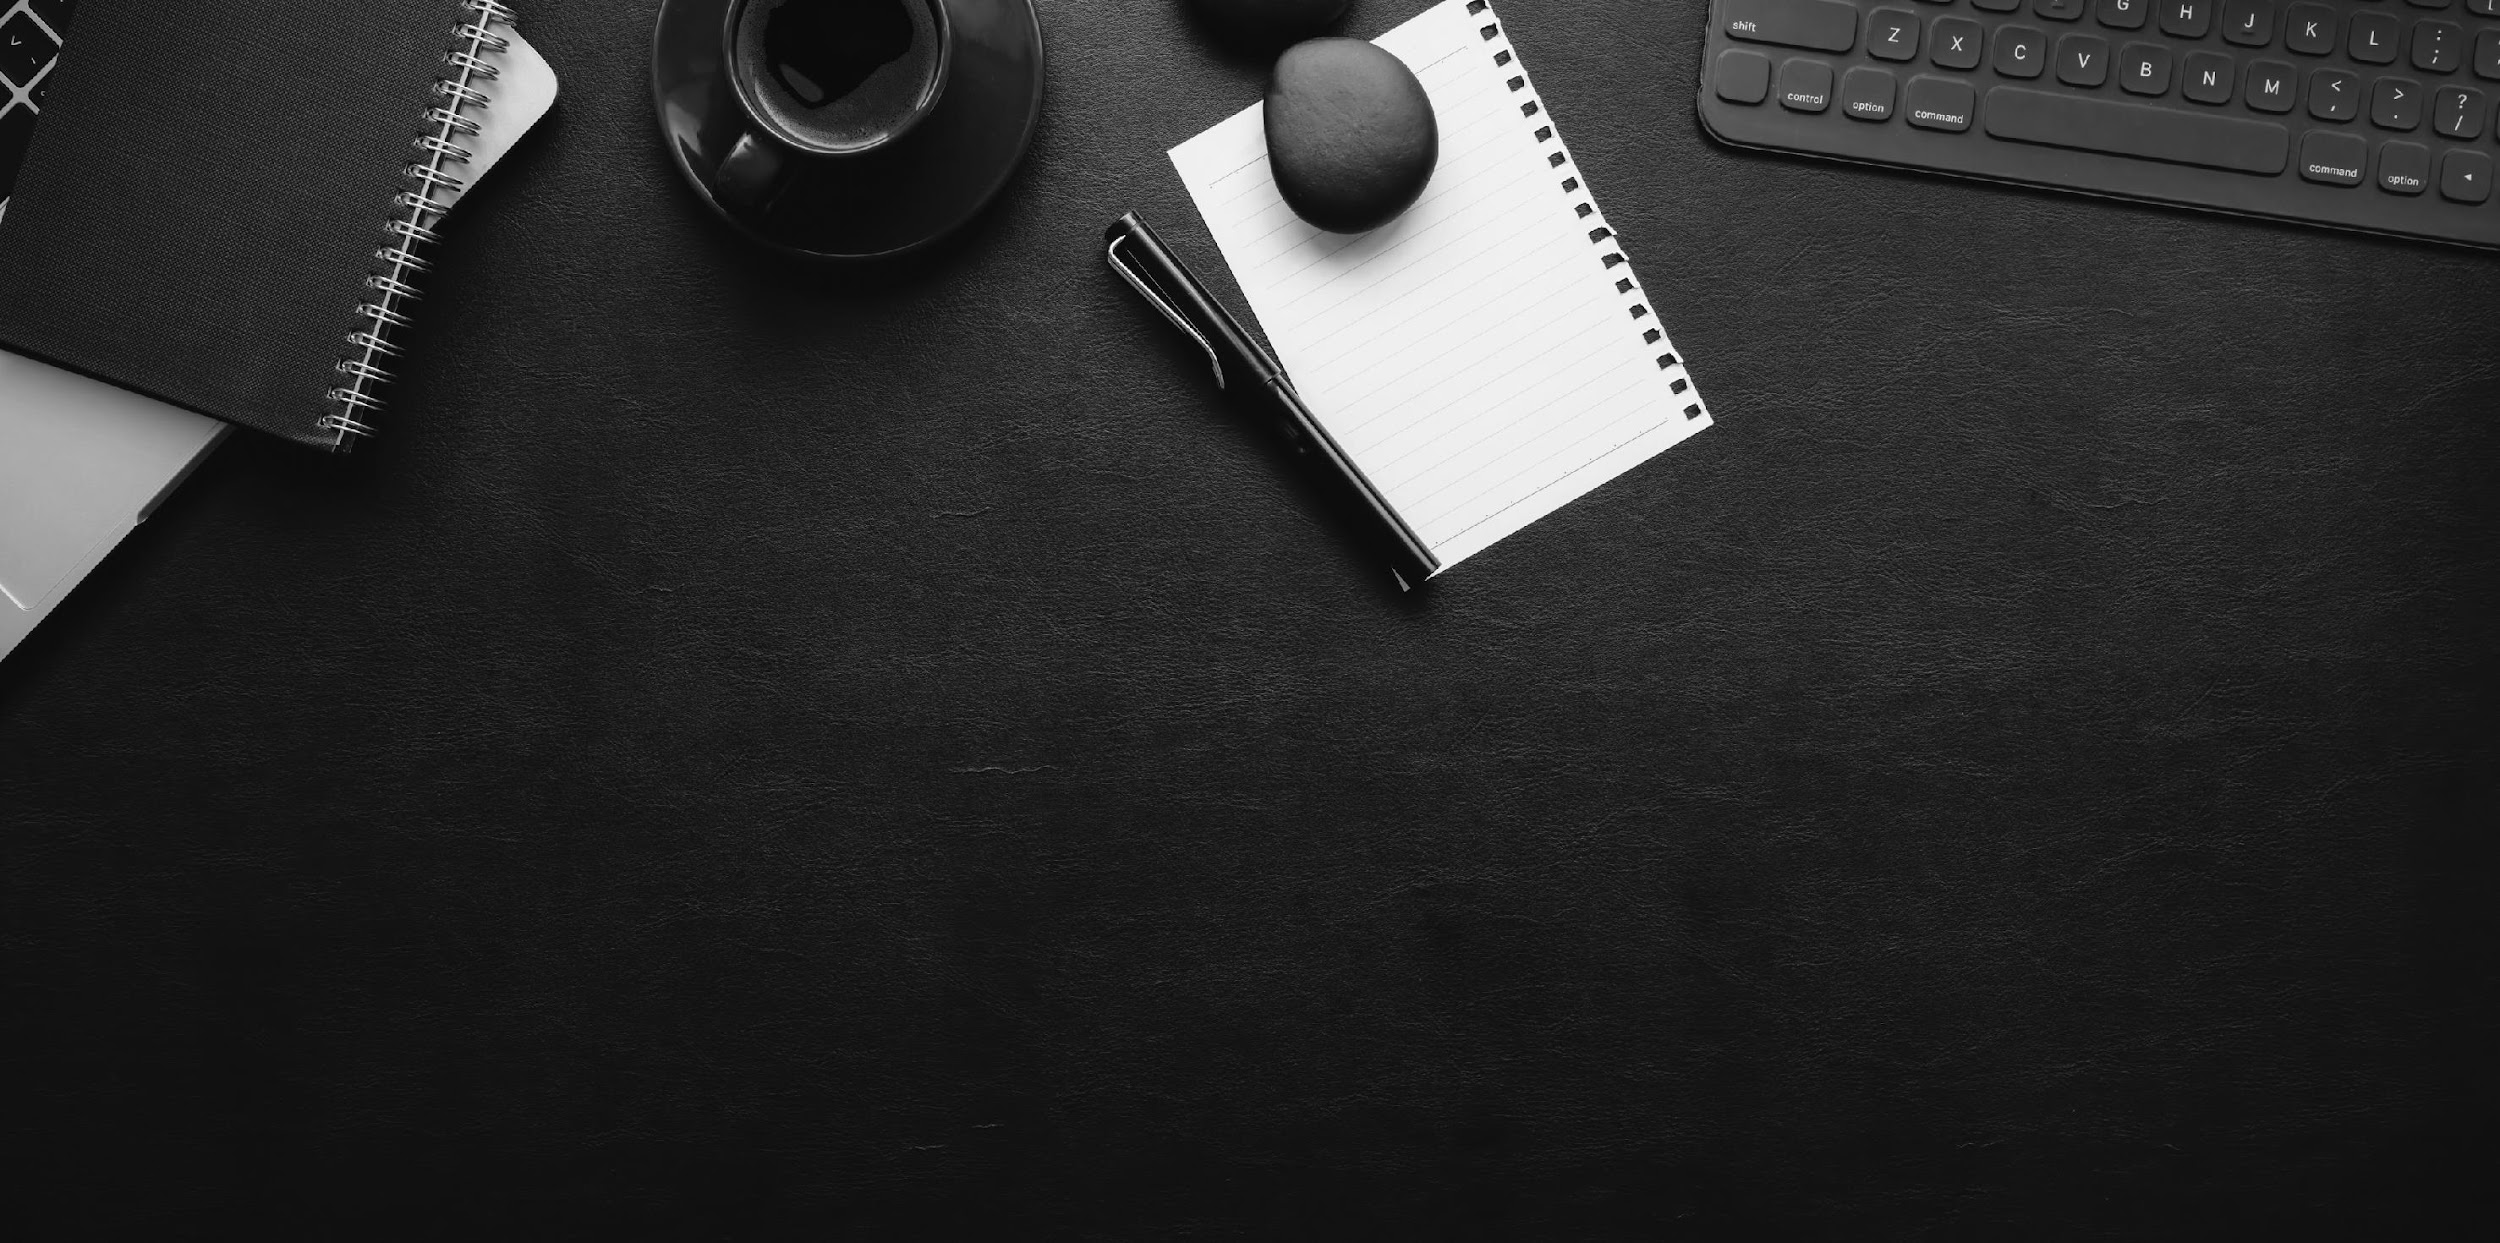 G H J K L : ;
shift Z X C V B N M < , > . ? /
control option command command option